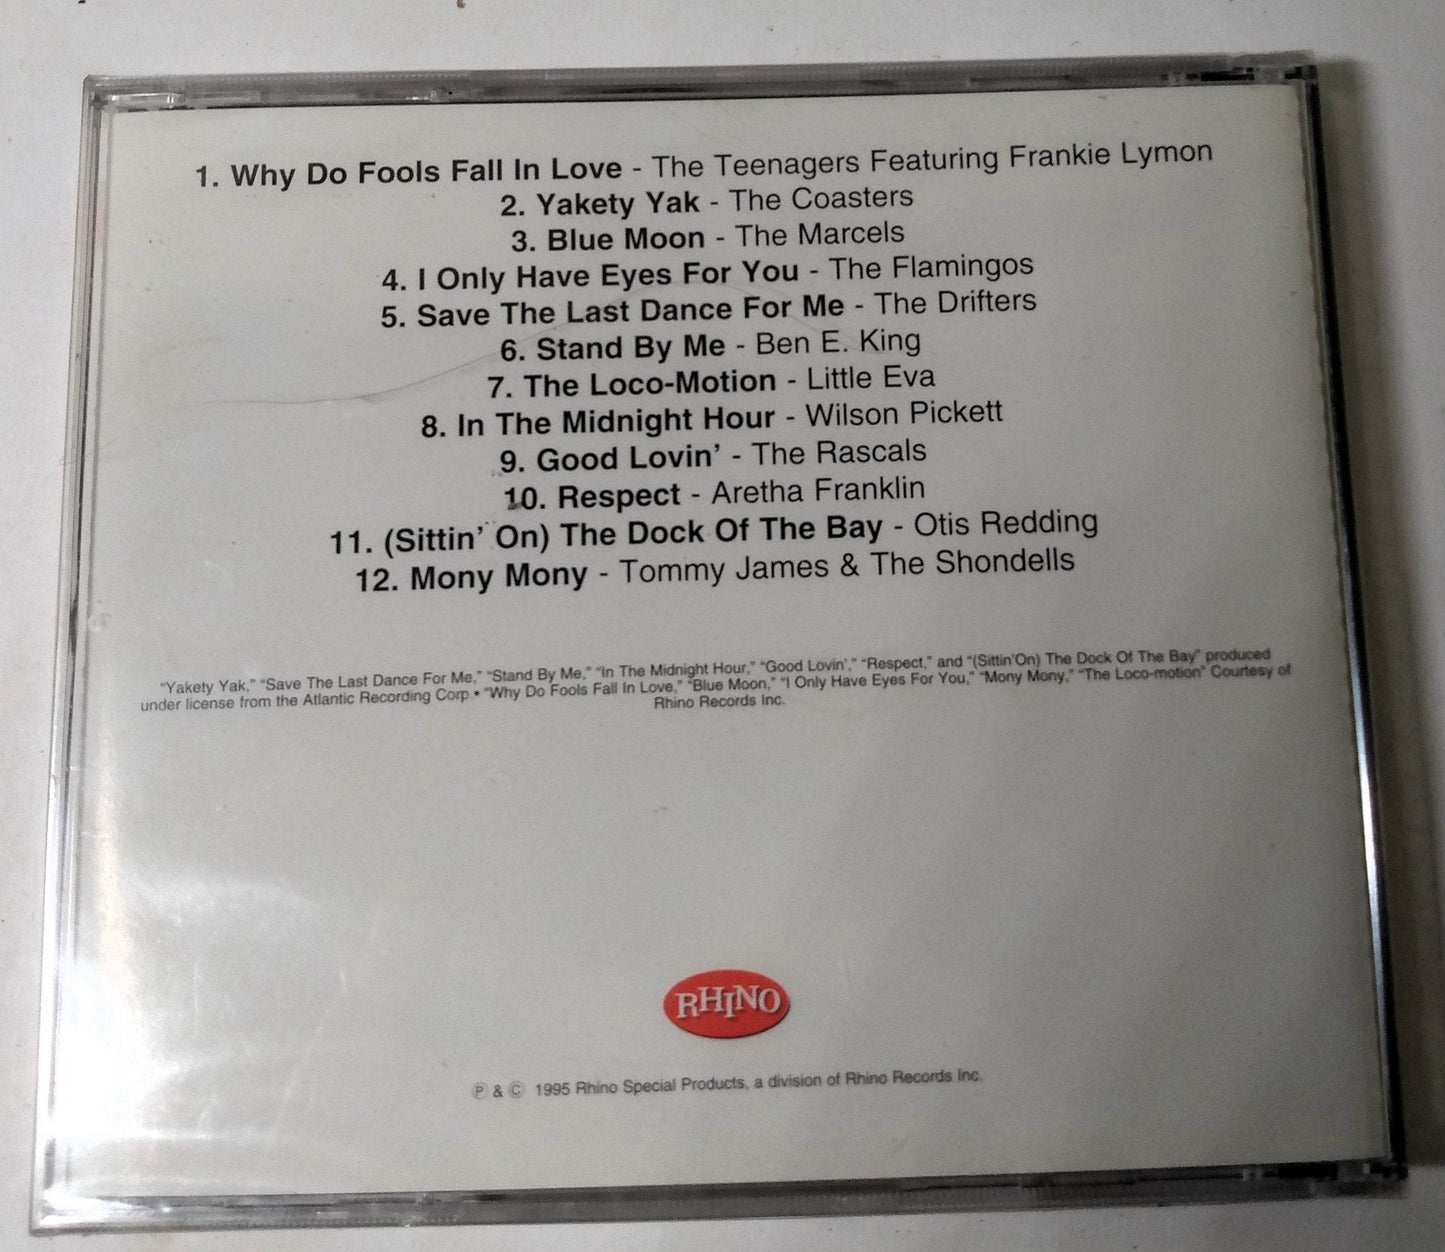 1. Why Do Fools Fall In Love - The Teenagers Featuring Frankie Lymon
2. Yakety Yak - The Coasters
3. Blue Moon - The Marcels
4. I Only Have Eyes For You - The Flamingos
5. Save The Last Dance For Me - The Drifters
6. Stand By Me - Ben E. King
7. The Loco-Motion - Little Eva
8. In The Midnight Hour - Wilson Pickett
9. Good Lovin' - The Rascals
10. Respect - Aretha Franklin
11. (Sittin' On) The Dock Of The Bay - Otis Redding
12. Mony Mony - Tommy James & The Shondells
"Yakety Yak," "Save The Last Dance For Me," "Stand By Me," "In The Midnight Hour," "Good Lovin'," "Respect," and "(Sittin'On) The Dock Of The Bay" produced
under license from the Atlantic Recording Corp.• "Why Do Fools Fall In Love," "Blue Moon," "I Only Have Eyes For You," "Mony Mony," "The Loco-motion" Courtesy of
Rhino Records Inc.
RHINO
℗ & © 1995 Rhino Special Products, a division of Rhino Records Inc.